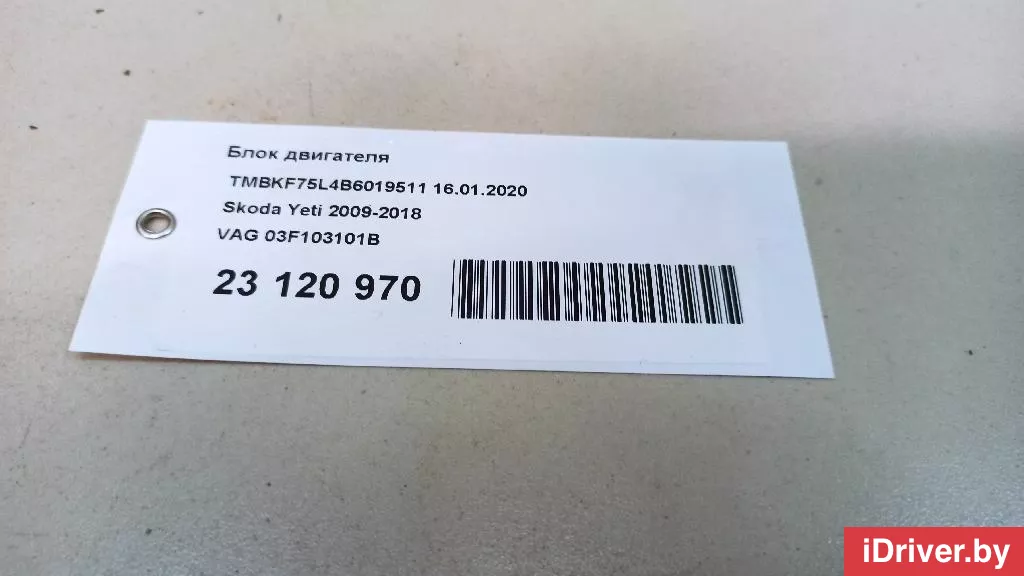 Блок двигателя
TMBKF75L4B6019511 16.01.2020
Skoda Yeti 2009-2018
VAG 03F103101B
23 120 970
iDriver.by